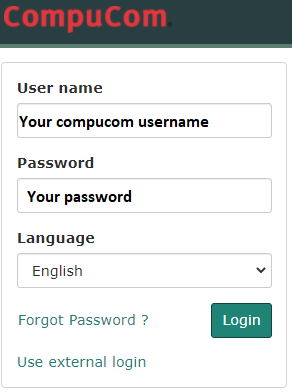 CompuCom.
User name
Your compucom username
Password
Your password
Language
English
Forgot Password ?
Login
Use external login